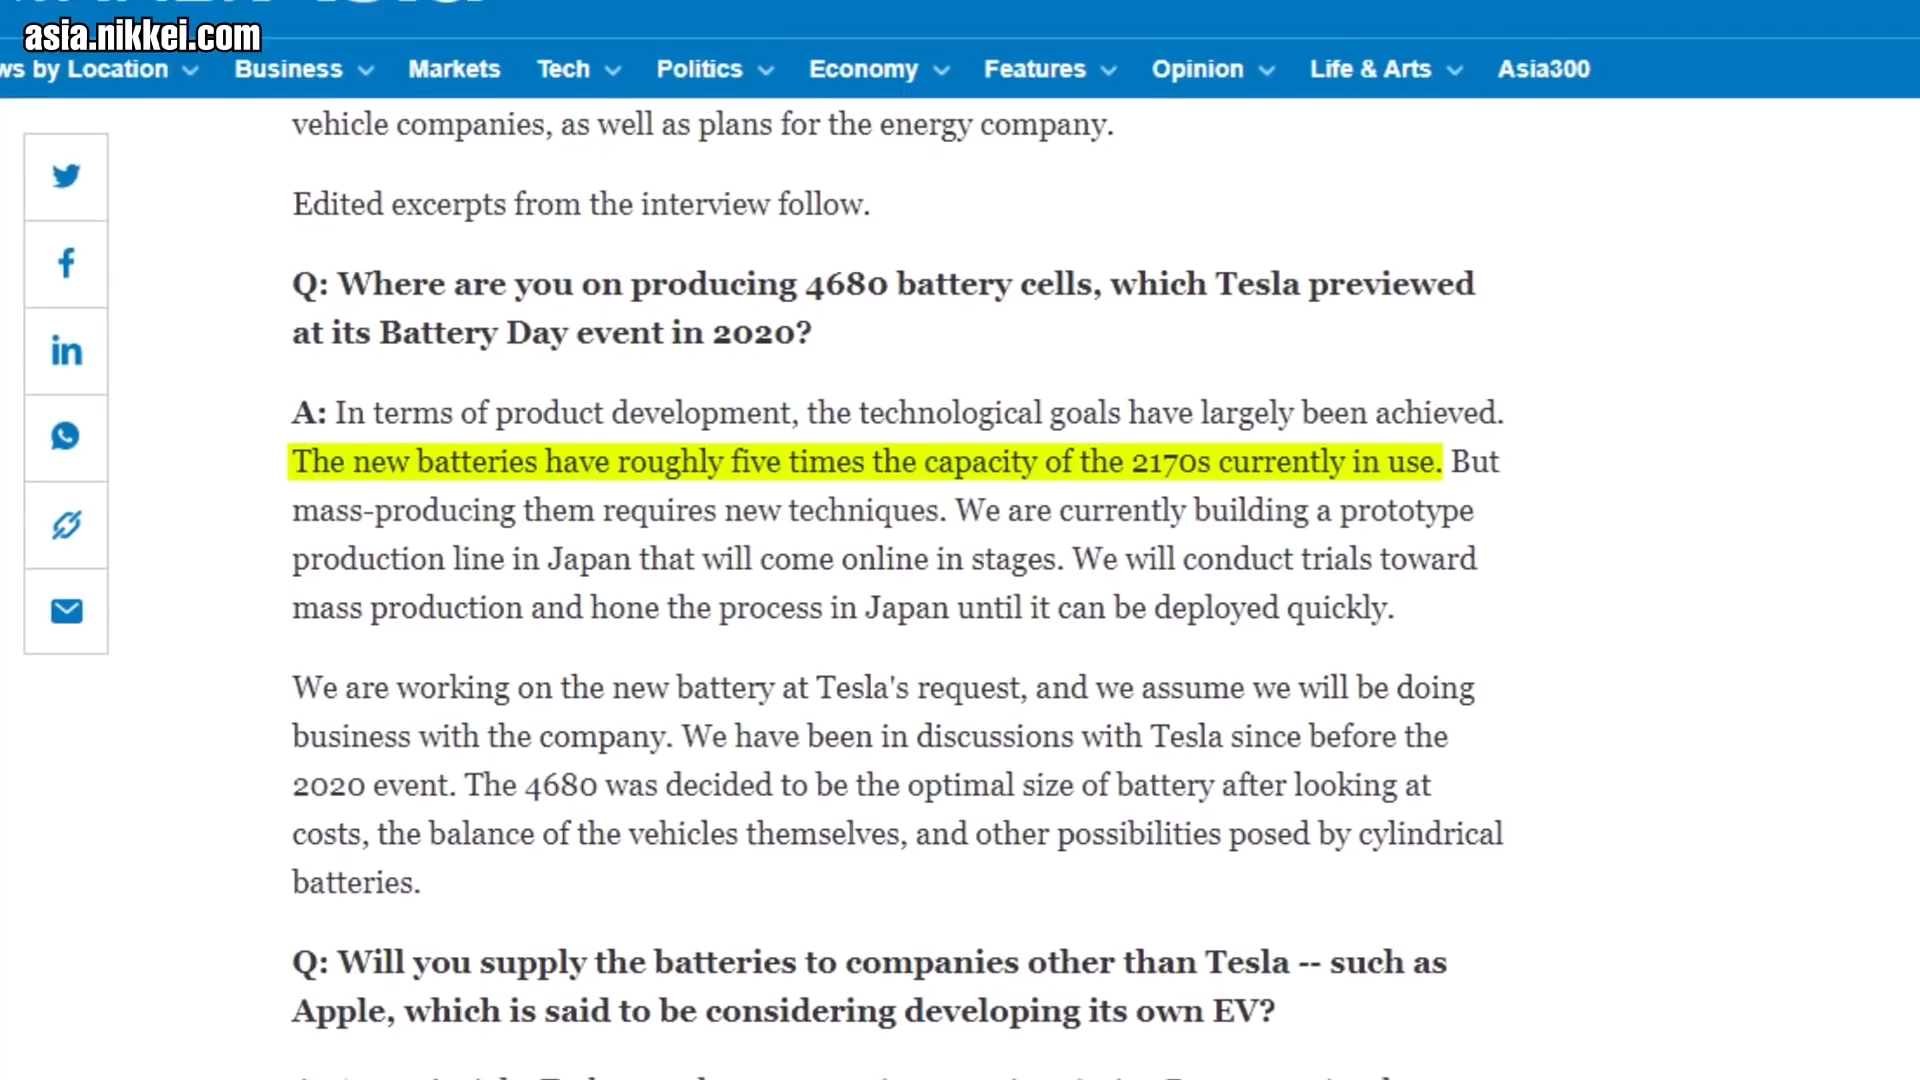 asia.nikkei.com
ws by Location Business Markets Tech Politics Economy Features Opinion Life & Arts Asia300
vehicle companies, as well as plans for the energy company.
Edited excerpts from the interview follow.
Q: Where are you on producing 4680 battery cells, which Tesla previewed
at its Battery Day event in 2020?
A: In terms of product development, the technological goals have largely been achieved.
The new batteries have roughly five times the capacity of the 2170s currently in use. But
mass-producing them requires new techniques. We are currently building a prototype
production line in Japan that will come online in stages. We will conduct trials toward
mass production and hone the process in Japan until it can be deployed quickly.
We are working on the new battery at Tesla's request, and we assume we will be doing
business with the company. We have been in discussions with Tesla since before the
2020 event. The 4680 was decided to be the optimal size of battery after looking at
costs, the balance of the vehicles themselves, and other possibilities posed by cylindrical
batteries.
Q: Will you supply the batteries to companies other than Tesla -- such as
Apple, which is said to be considering developing its own EV?